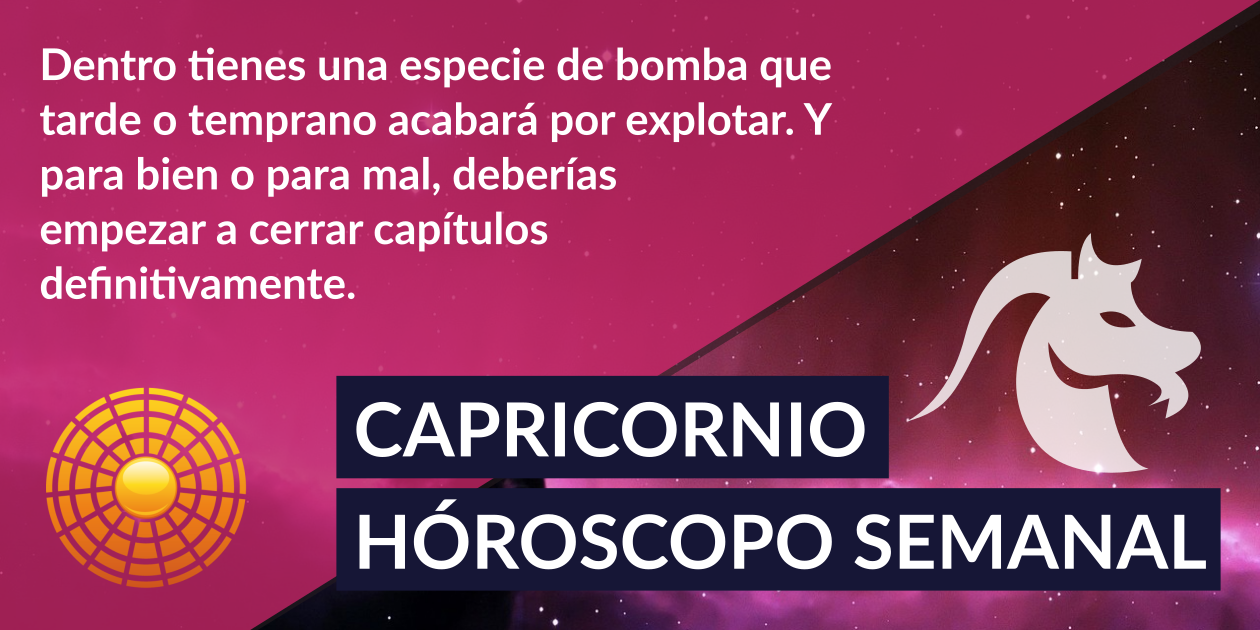 Dentro tienes una especie de bomba que
tarde o temprano acabará por explotar. Y
para bien o para mal, deberías
empezar a cerrar capítulos
definitivamente.
CAPRICORNIO
HÓROSCOPO SEMANAL